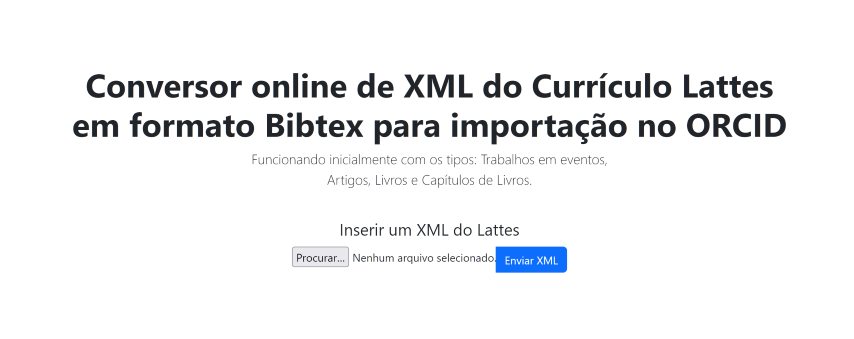 Conversor online de XML do Currículo Lattes
em formato Bibtex para importação no ORCID
Funcionando inicialmente com os tipos: Trabalhos em eventos,
Artigos, Livros e Capítulos de Livros.
Inserir um XML do Lattes
Procurar... Nenhum arquivo selecionado. Enviar XML